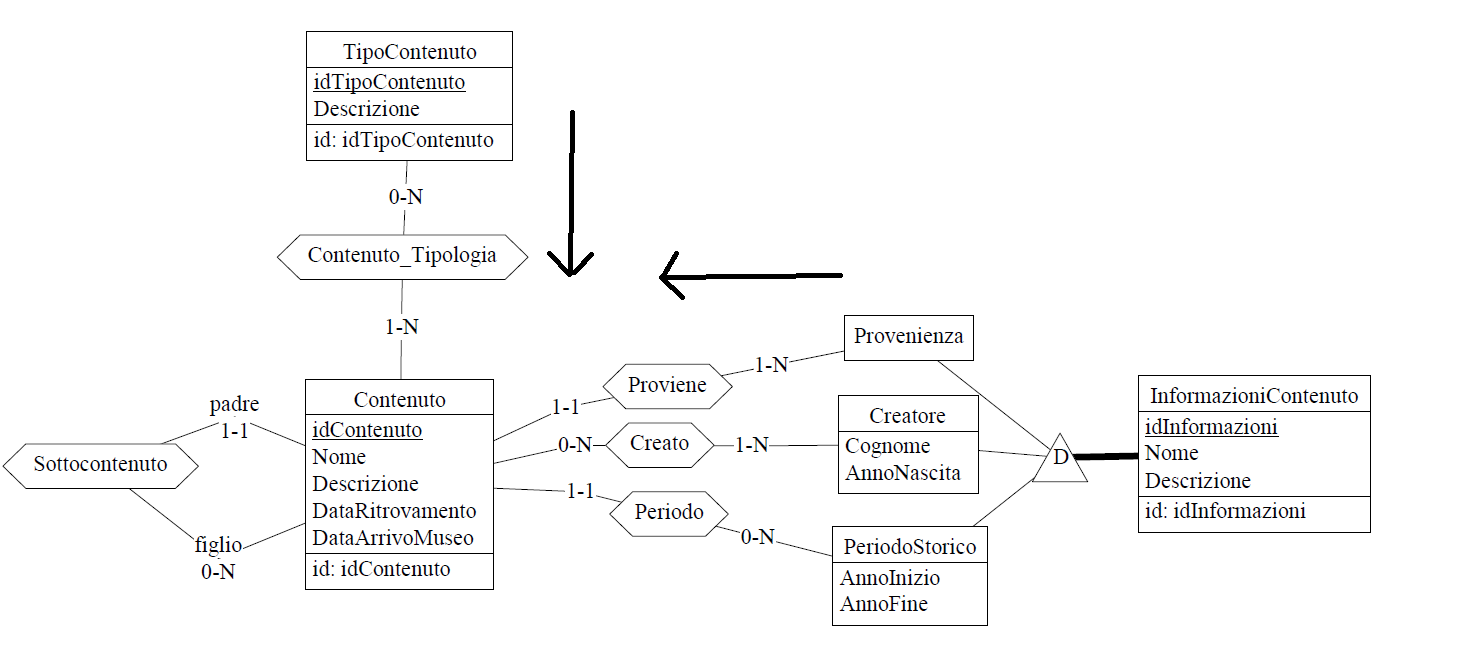 TipoContenuto
idTipoContenuto
Descrizione
id: idTipoContenuto
0-N
Contenuto_Tipologia
1-N
Contenuto
idContenuto
Nome
Descrizione
DataRitrovamento
DataArrivoMuseo
id: idContenuto
padre
1-1
Sottocontenuto
figlio
0-N
1-1
Proviene
1-N
Provenienza
0-N
Creato
1-N
Creatore
Cognome
AnnoNascita
1-1
Periodo
0-N
PeriodoStorico
AnnoInizio
AnnoFine
D
InformazioniContenuto
idInformazioni
Nome
Descrizione
id: idInformazioni